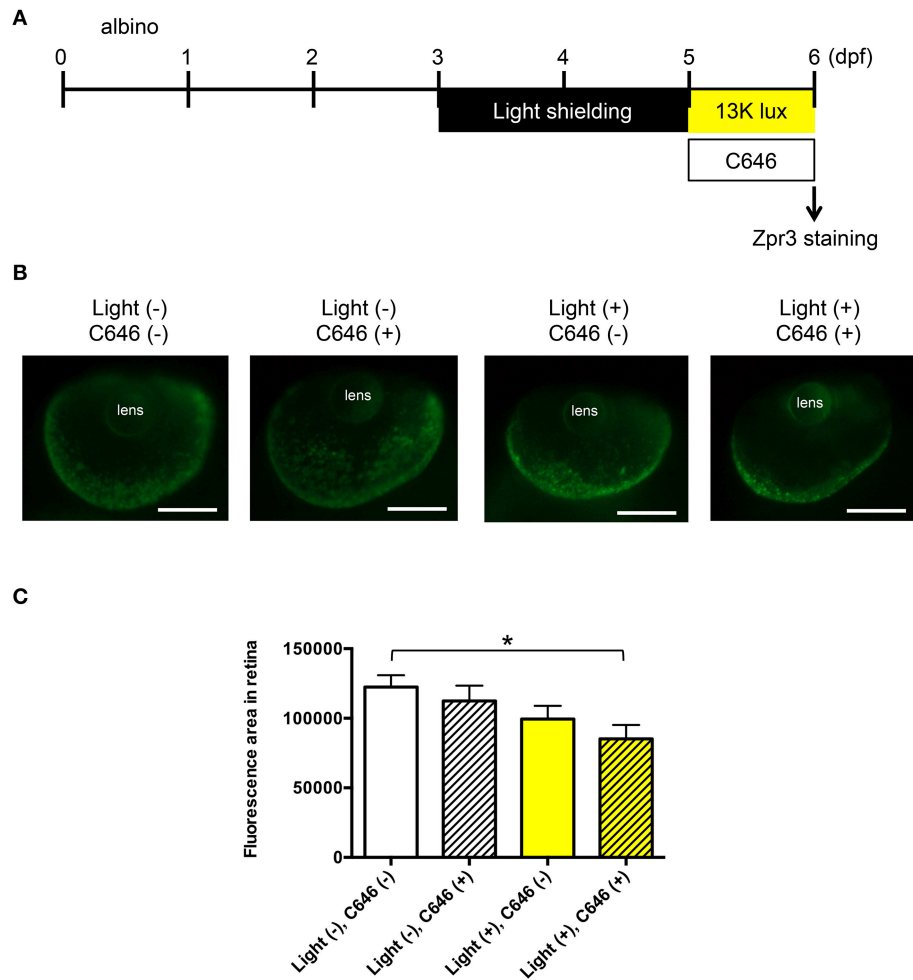 A
albino
0 1 2 3 4 5 6 (dpf)
Light shielding 13K lux
C646
Zpr3 staining
B
Light (-)
C646 (-)
Light (-)
C646 (+)
Light (+)
C646 (-)
Light (+)
C646 (+)
lens
lens
lens
lens
C
*
150000
100000
50000
0
Fluorescence area in retina
Light (-), C646 (-)
Light (-), C646 (+)
Light (+), C646 (-)
Light (+), C646 (+)